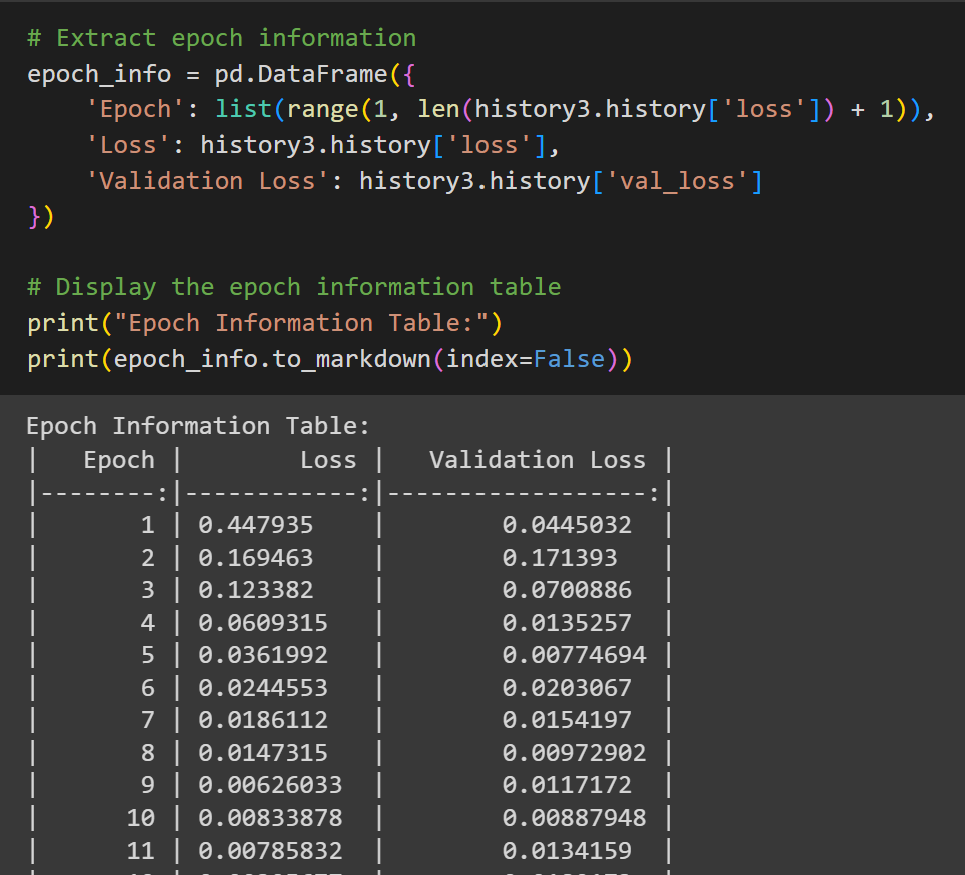 # Extract epoch information
epoch_info = pd.DataFrame({
    'Epoch': list(range(1, len(history3.history['loss']) + 1)),
    'Loss': history3.history['loss'],
    'Validation Loss': history3.history['val_loss']
})
# Display the epoch information table
print("Epoch Information Table:")
print(epoch_info.to_markdown(index=False))
Epoch Information Table:
|   Epoch |        Loss |   Validation Loss |
|--------:|------------:|------------------:|
|       1 | 0.447935    |        0.0445032  |
|       2 | 0.169463    |        0.171393   |
|       3 | 0.123382    |        0.0700886  |
|       4 | 0.0609315   |        0.0135257  |
|       5 | 0.0361992   |        0.00774694 |
|       6 | 0.0244553   |        0.0203067  |
|       7 | 0.0186112   |        0.0154197  |
|       8 | 0.0147315   |        0.00972902 |
|       9 | 0.00626033  |        0.0117172  |
|      10 | 0.00833878  |        0.00887948 |
|      11 | 0.00785832  |        0.0134159  |